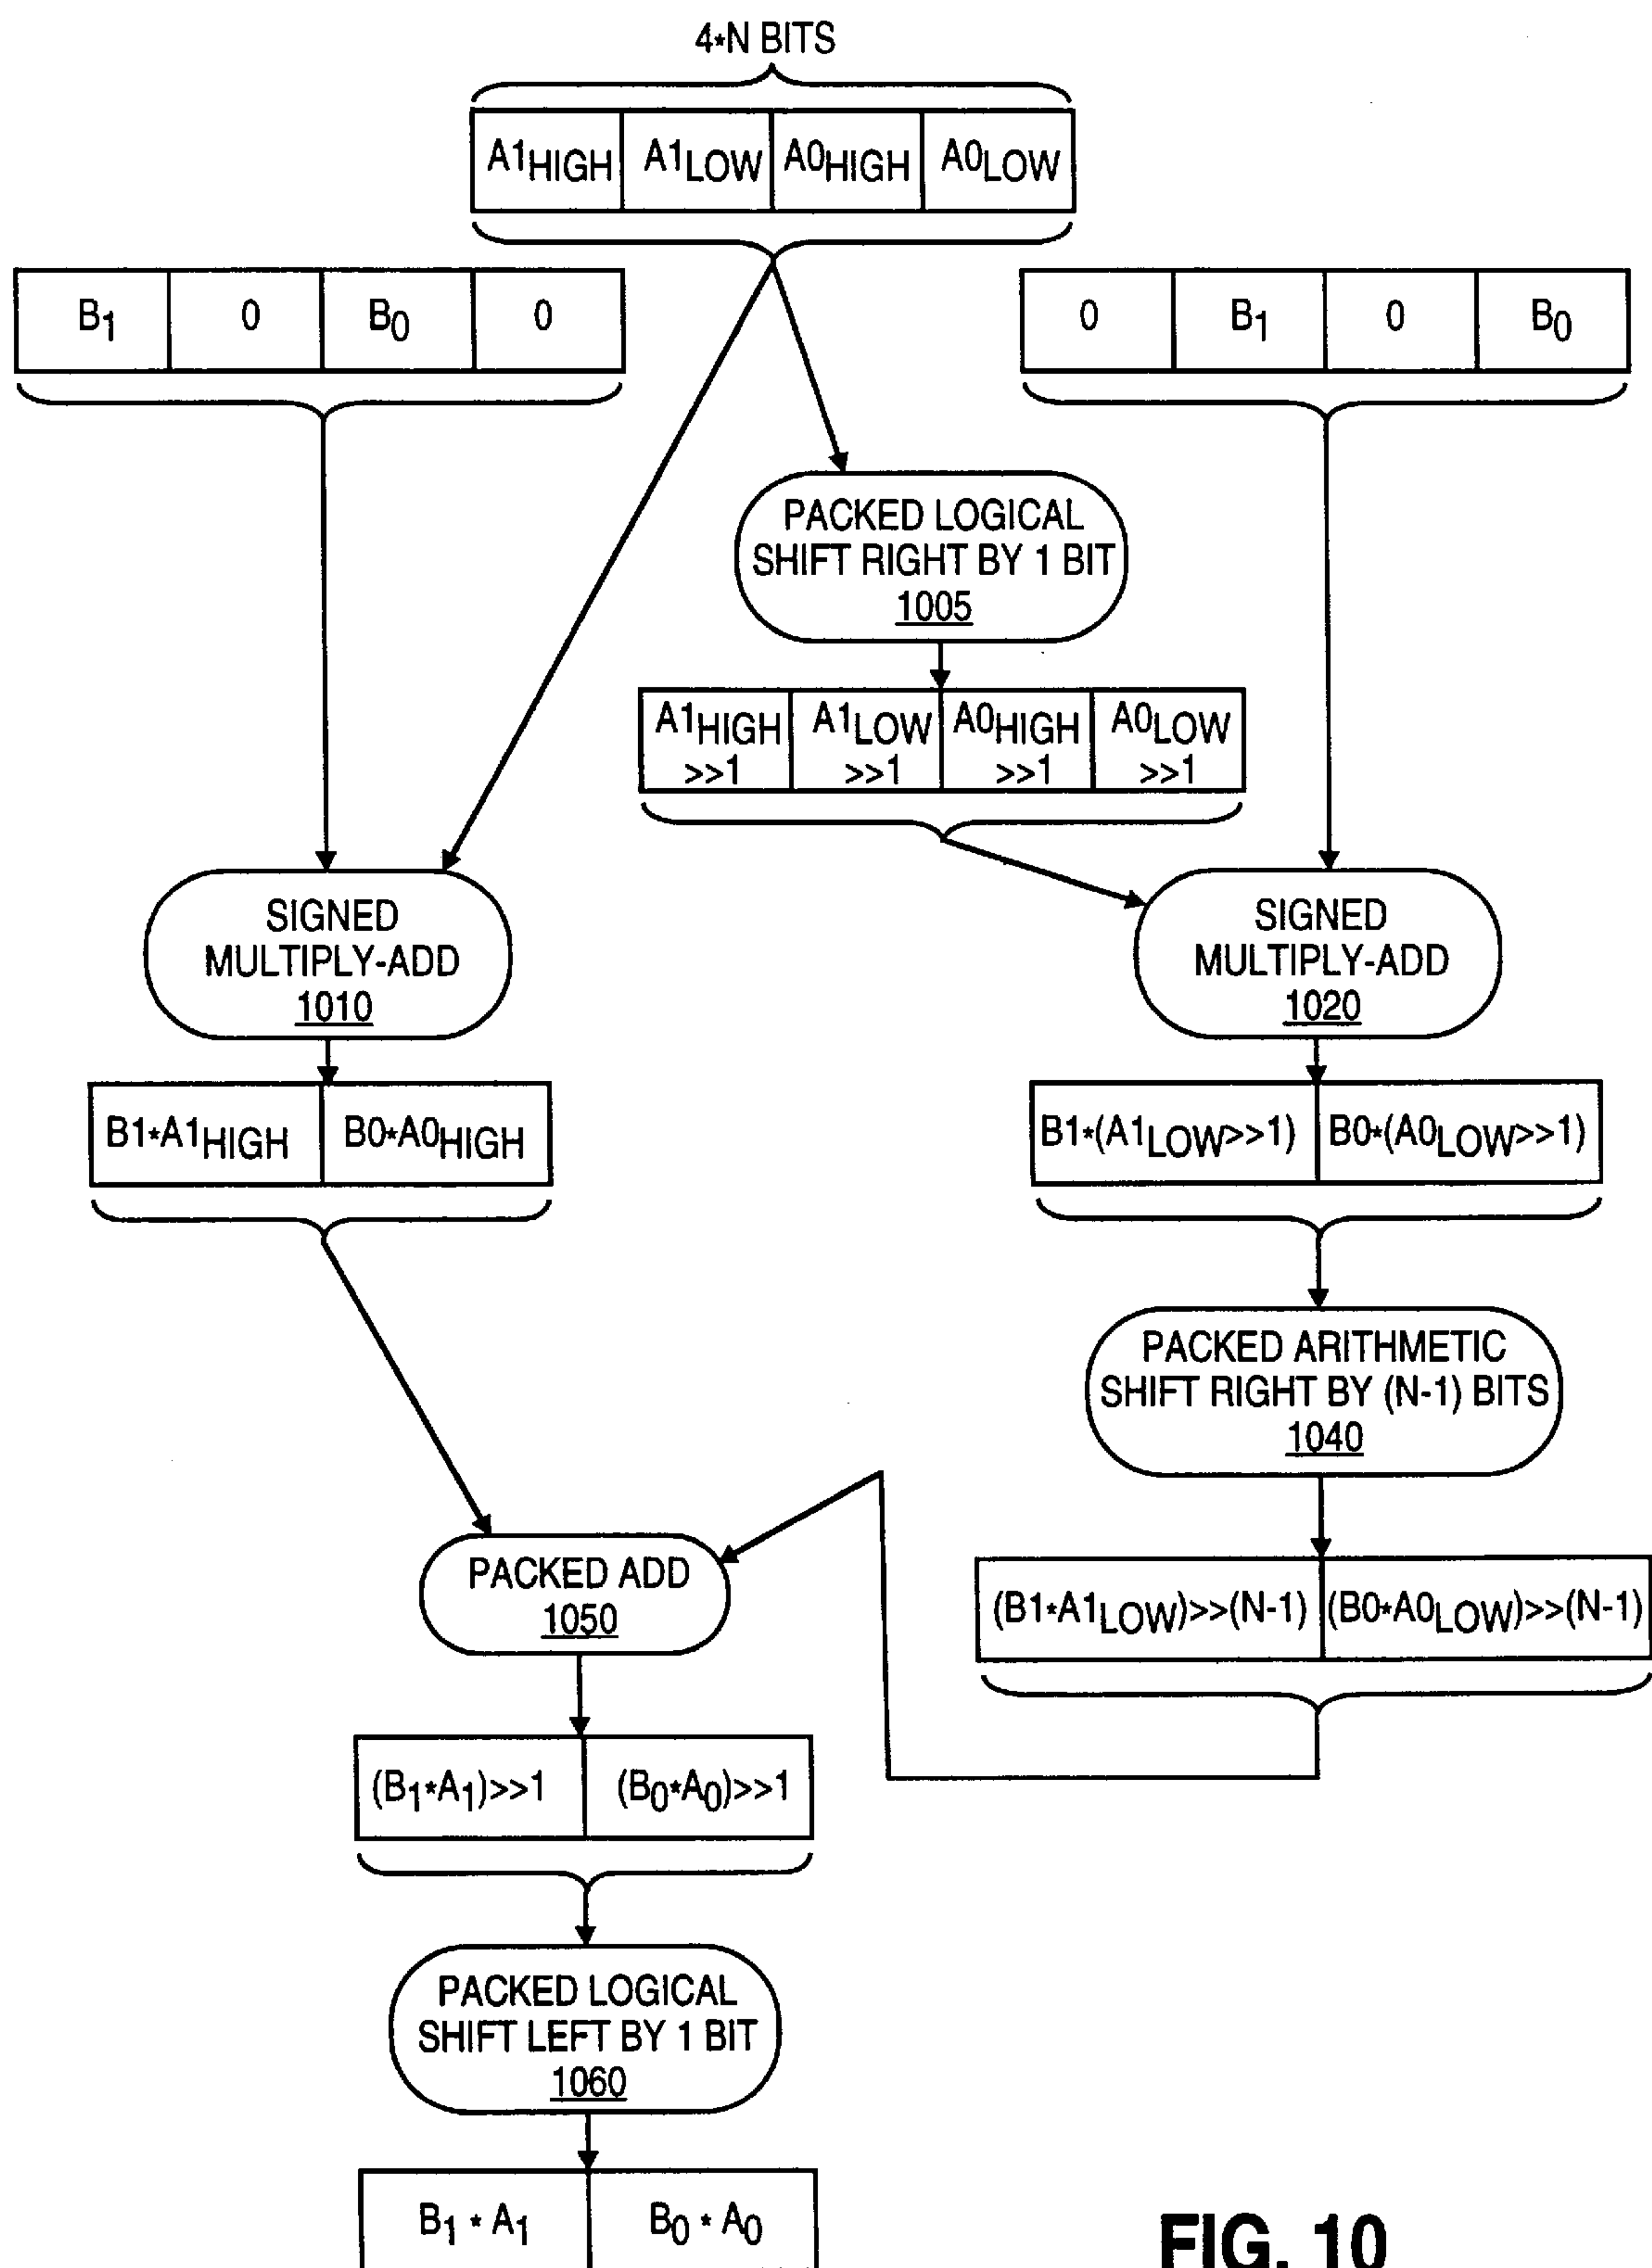 4*N BITS
A1HIGH A1LOW A0HIGH A0LOW
B1 0 B0 0
0 B1 0 B0
PACKED LOGICAL
SHIFT RIGHT BY 1 BIT
1005
A1HIGH >>1 A1LOW >>1 A0HIGH >>1 A0LOW >>1
SIGNED
MULTIPLY-ADD
1010
SIGNED
MULTIPLY-ADD
1020
B1*A1HIGH B0*A0HIGH
B1*(A1LOW>>1) B0*(A0LOW>>1)
PACKED ARITHMETIC
SHIFT RIGHT BY (N-1) BITS
1040
PACKED ADD
1050
(B1*A1LOW)>>(N-1) (B0*A0LOW)>>(N-1)
(B1*A1)>>1 (B0*A0)>>1
PACKED LOGICAL
SHIFT LEFT BY 1 BIT
1060
B1 * A1 B0 * A0
FIG. 10